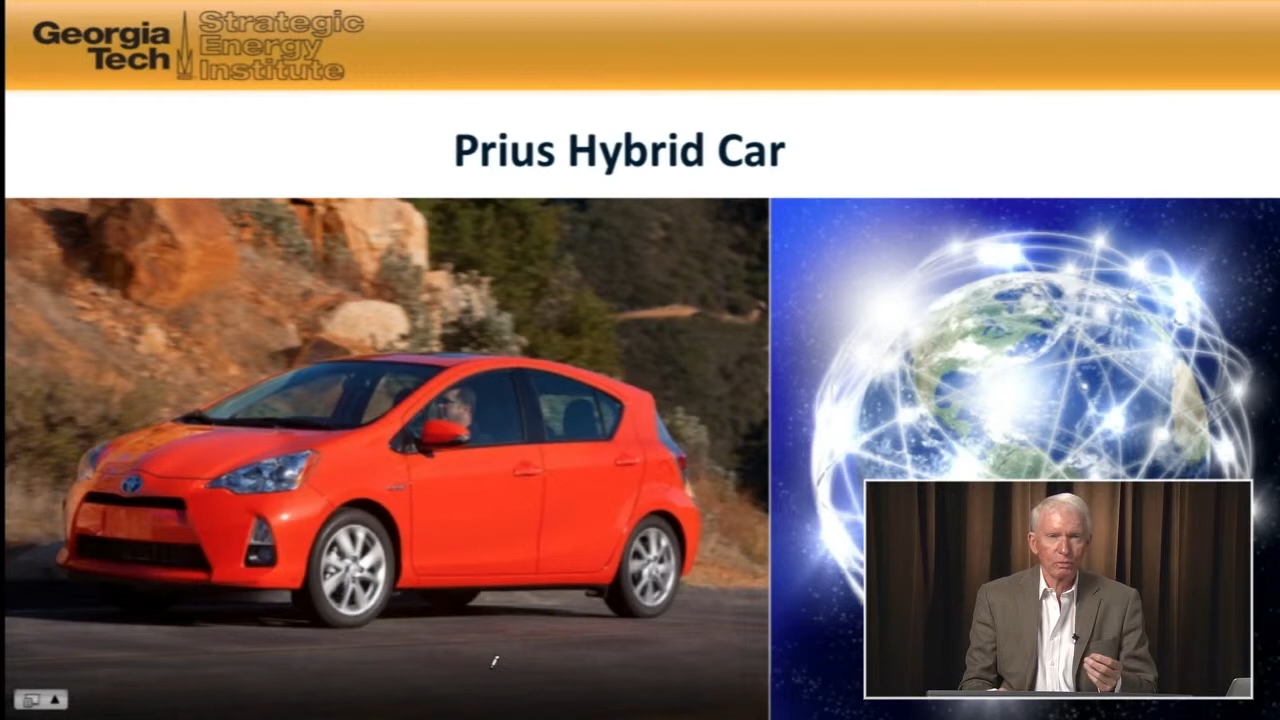 Georgia
Tech
Strategic
Energy
Institute
Prius Hybrid Car